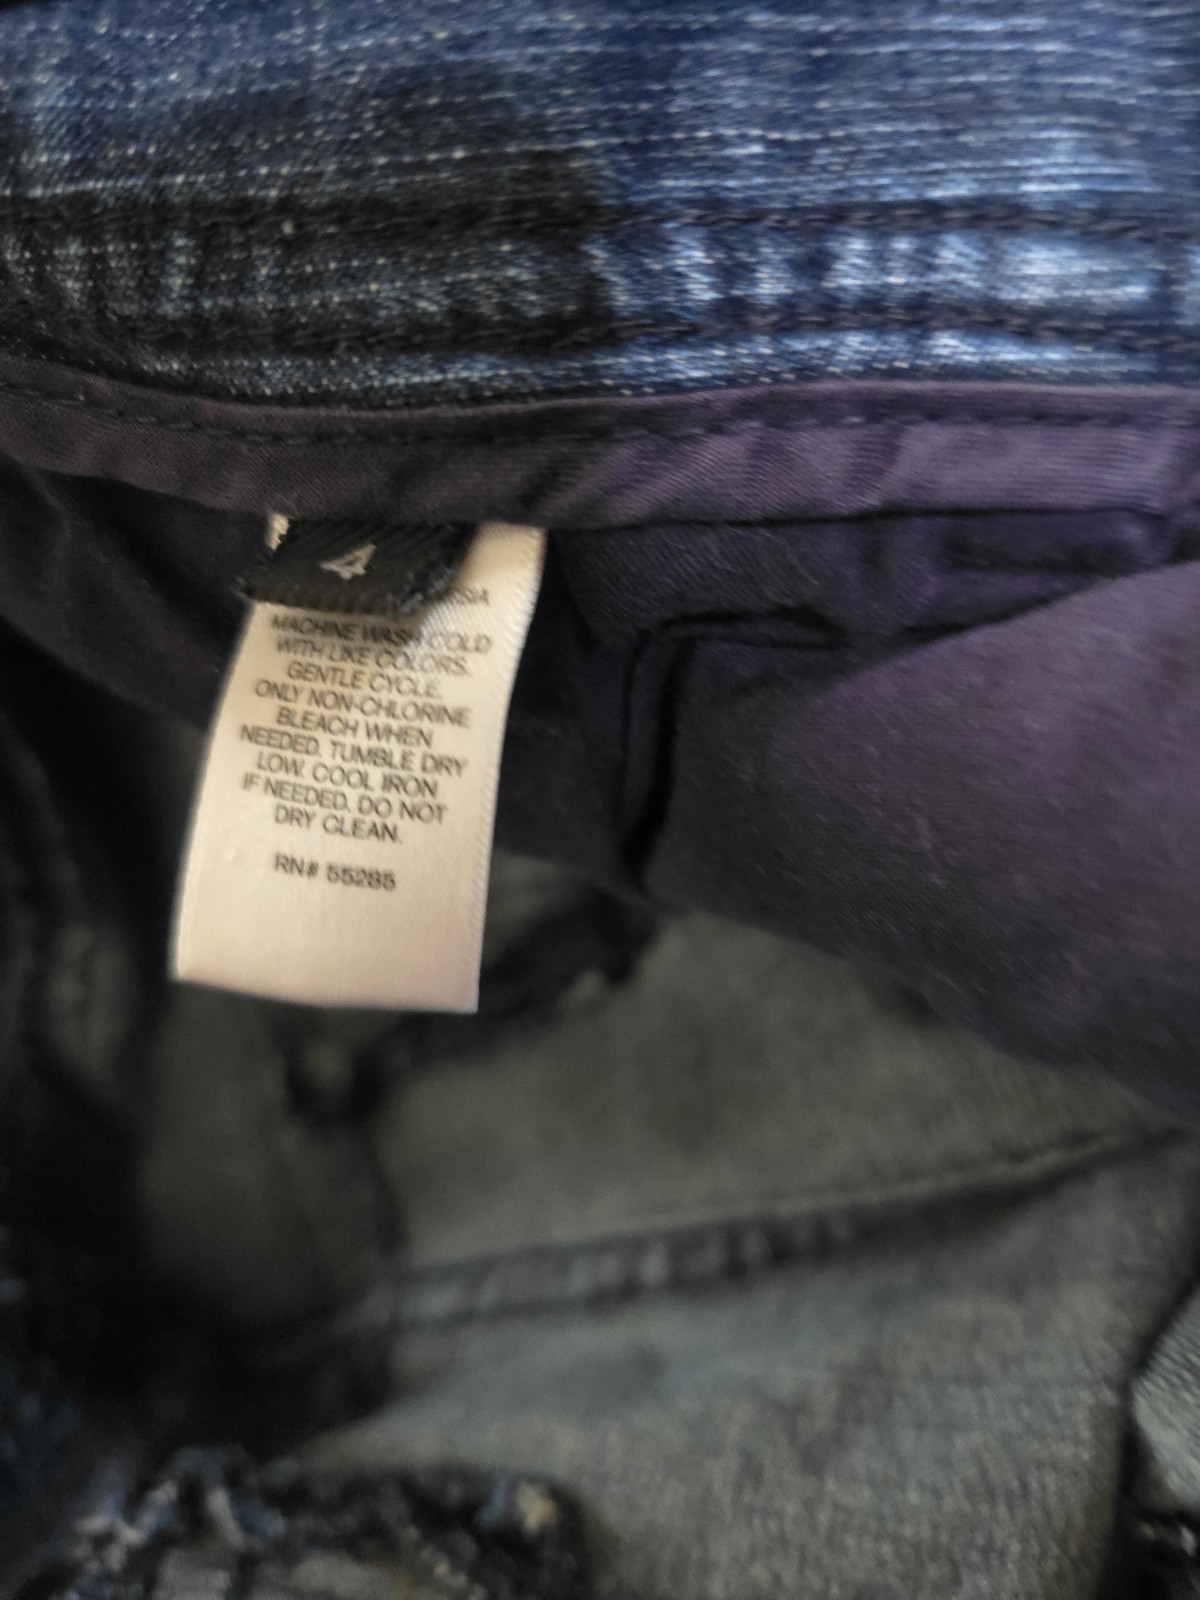 4
MACHINE WASH COLD
WITH LIKE COLORS.
GENTLE CYCLE.
ONLY NON-CHLORINE
BLEACH WHEN
NEEDED. TUMBLE DRY
LOW. COOL IRON
IF NEEDED. DO NOT
DRY CLEAN.
RN# 55285